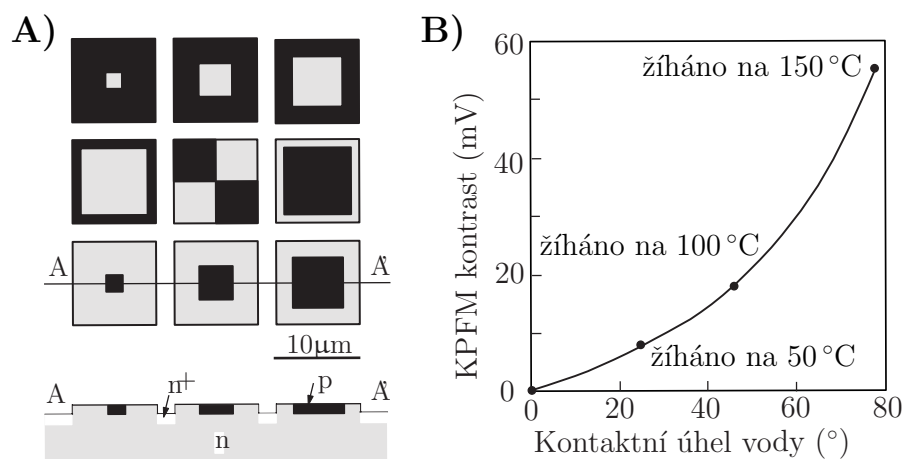 A)
A
A'
10µm
A
n+
p
A'
n
B)
KPFM kontrast (mV)
60
40
20
0
žíháno na 150 °C
žíháno na 100 °C
žíháno na 50 °C
0
20
40
60
80
Kontaktní úhel vody (°)